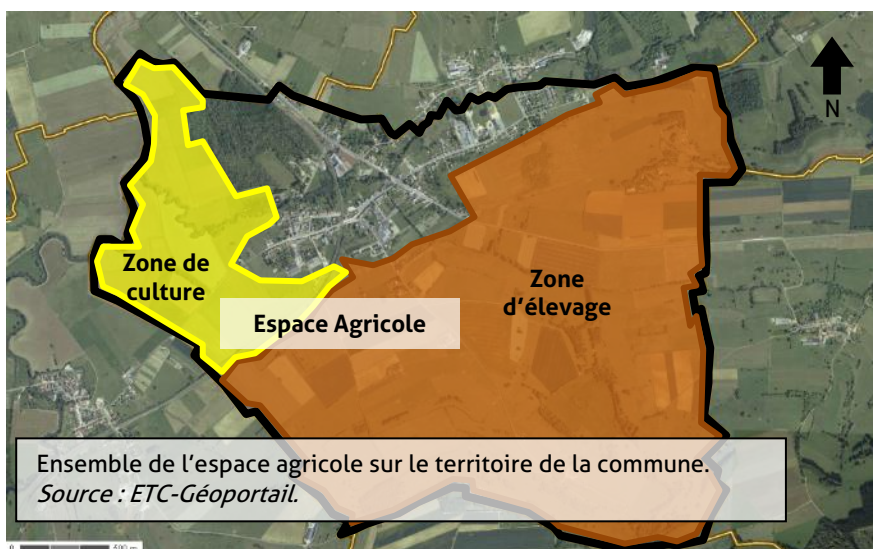 N
Zone de
culture
Zone
d'élevage
Espace Agricole
Ensemble de l'espace agricole sur le territoire de la commune.
Source : ETC-Géoportail.